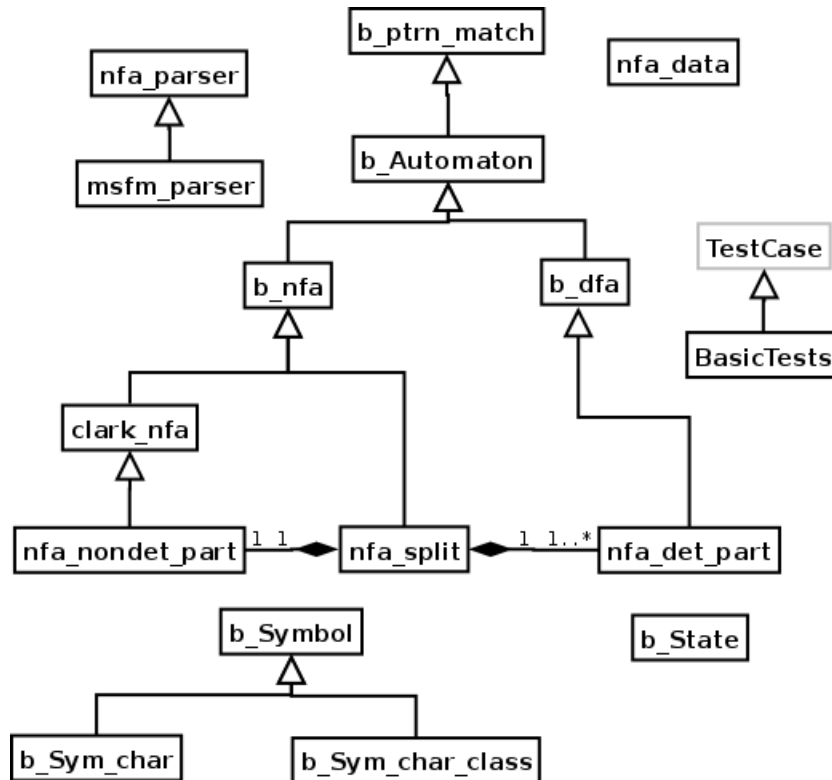 b_ptrn_match
nfa_parser
nfa_data
b_Automaton
msfm_parser
TestCase
b_nfa
b_dfa
BasicTests
clark_nfa
nfa_nondet_part
1 1
nfa_split
1 1..*
nfa_det_part
b_Symbol
b_State
b_Sym_char
b_Sym_char_class